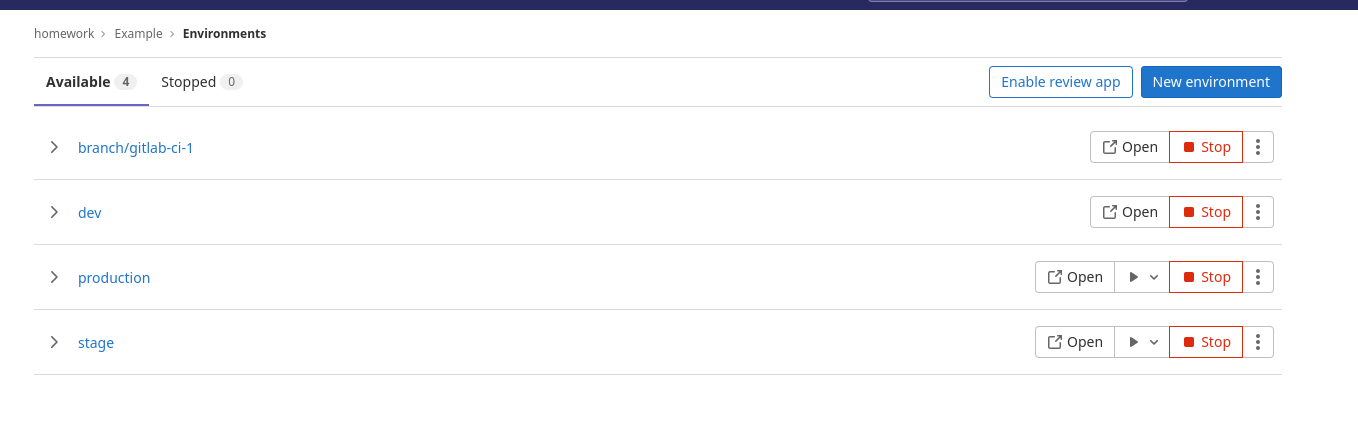 homework > Example > Environments
Available 4 Stopped 0 Enable review app New environment
branch/gitlab-ci-1 Open Stop
dev Open Stop
production Open Stop
stage Open Stop